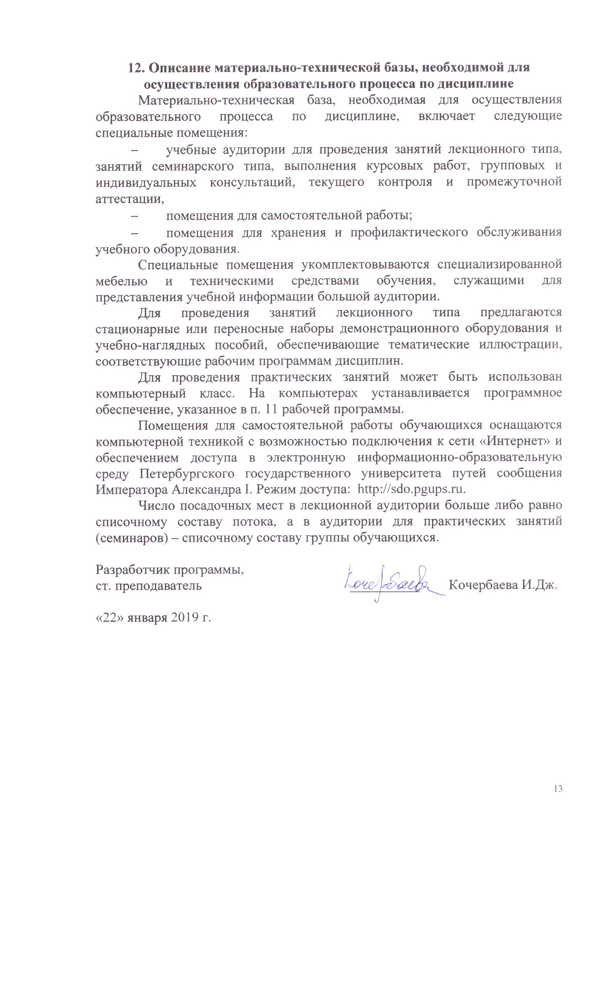 12. Описание материально-технической базы, необходимой для
осуществления образовательного процесса по дисциплине
Материально-техническая база, необходимая для осуществления
образовательного процесса по дисциплине, включает следующие
специальные помещения:
– учебные аудитории для проведения занятий лекционного типа,
занятий семинарского типа, выполнения курсовых работ, групповых и
индивидуальных консультаций, текущего контроля и промежуточной
аттестации,
– помещения для самостоятельной работы;
– помещения для хранения и профилактического обслуживания
учебного оборудования.
Специальные помещения укомплектовываются специализированной
мебелью и техническими средствами обучения, служащими для
представления учебной информации большой аудитории.
Для проведения занятий лекционного типа предлагаются
стационарные или переносные наборы демонстрационного оборудования и
учебно-наглядных пособий, обеспечивающие тематические иллюстрации,
соответствующие рабочим программам дисциплин.
Для проведения практических занятий может быть использован
компьютерный класс. На компьютерах устанавливается программное
обеспечение, указанное в п. 11 рабочей программы.
Помещения для самостоятельной работы обучающихся оснащаются
компьютерной техникой с возможностью подключения к сети «Интернет» и
обеспечением доступа в электронную информационно-образовательную
среду Петербургского государственного университета путей сообщения
Императора Александра I. Режим доступа: http://sdo.pgups.ru.
Число посадочных мест в лекционной аудитории больше либо равно
списочному составу потока, а в аудитории для практических занятий
(семинаров) – списочному составу группы обучающихся.
Разработчик программы,
ст. преподаватель Кочербаева Кочербаева И.Дж.
«22» января 2019 г.
13